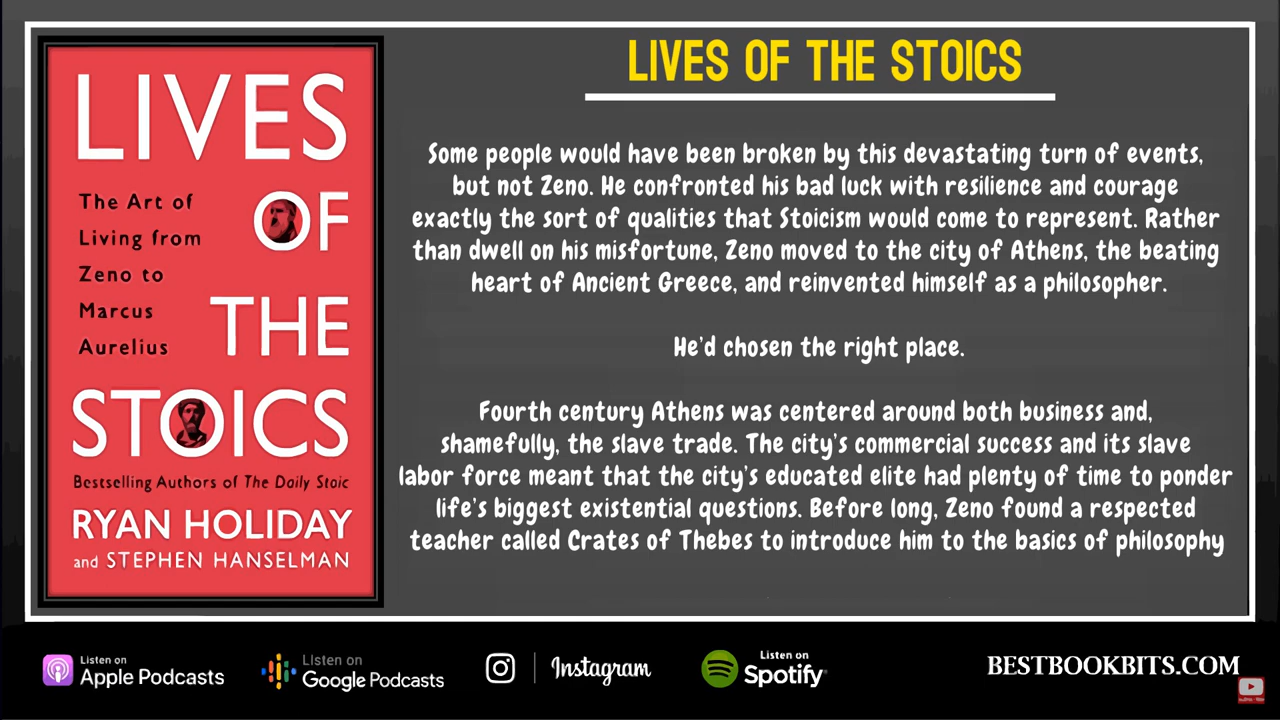 LIVES
OF
THE
STOICS
The Art of
Living from
Zeno to
Marcus
Aurelius
Bestselling Authors of The Daily Stoic
RYAN HOLIDAY
and STEPHEN HANSELMAN
LIVES OF THE STOICS
Some people would have been broken by this devastating turn of events,
but not Zeno. He confronted his bad luck with resilience and courage
exactly the sort of qualities that Stoicism would come to represent. Rather
than dwell on his misfortune, Zeno moved to the city of Athens, the beating
heart of Ancient Greece, and reinvented himself as a philosopher.
He'd chosen the right place.
Fourth century Athens was centered around both business and,
shamefully, the slave trade. The city's commercial success and its slave
labor force meant that the city's educated elite had plenty of time to ponder
life's biggest existential questions. Before long, Zeno found a respected
teacher called Crates of Thebes to introduce him to the basics of philosophy
Listen on
Apple Podcasts
Listen on
Google Podcasts
Instagram
Listen on
Spotify
BESTBOOKBITS.COM